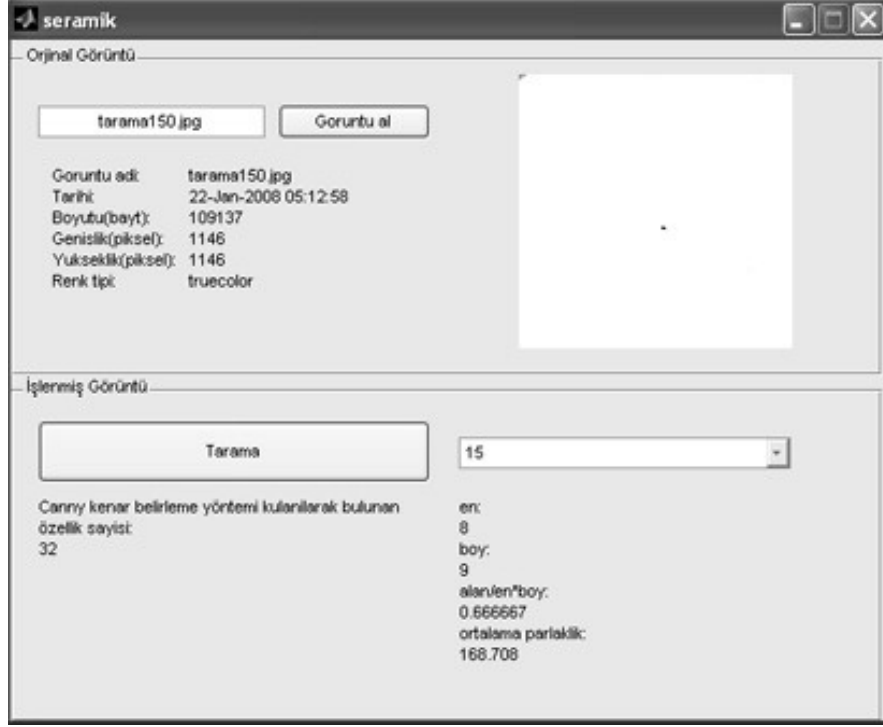 seramik
Orjinal Görüntü
tarama150.jpg
Goruntu al
Goruntu adi: tarama150.jpg
Tarihi: 22-Jan-2008 05:12:58
Boyutu(bayt): 109137
Genislik(piksel): 1146
Yukseklik(piksel): 1146
Renk tipi: truecolor
İşlenmiş Görüntü
Tarama
15
Canny kenar belirleme yöntemi kulanilarak bulunan
özellik sayisi:
32
en:
8
boy:
9
alan/en*boy:
0.666667
ortalama parlaklik:
168.708